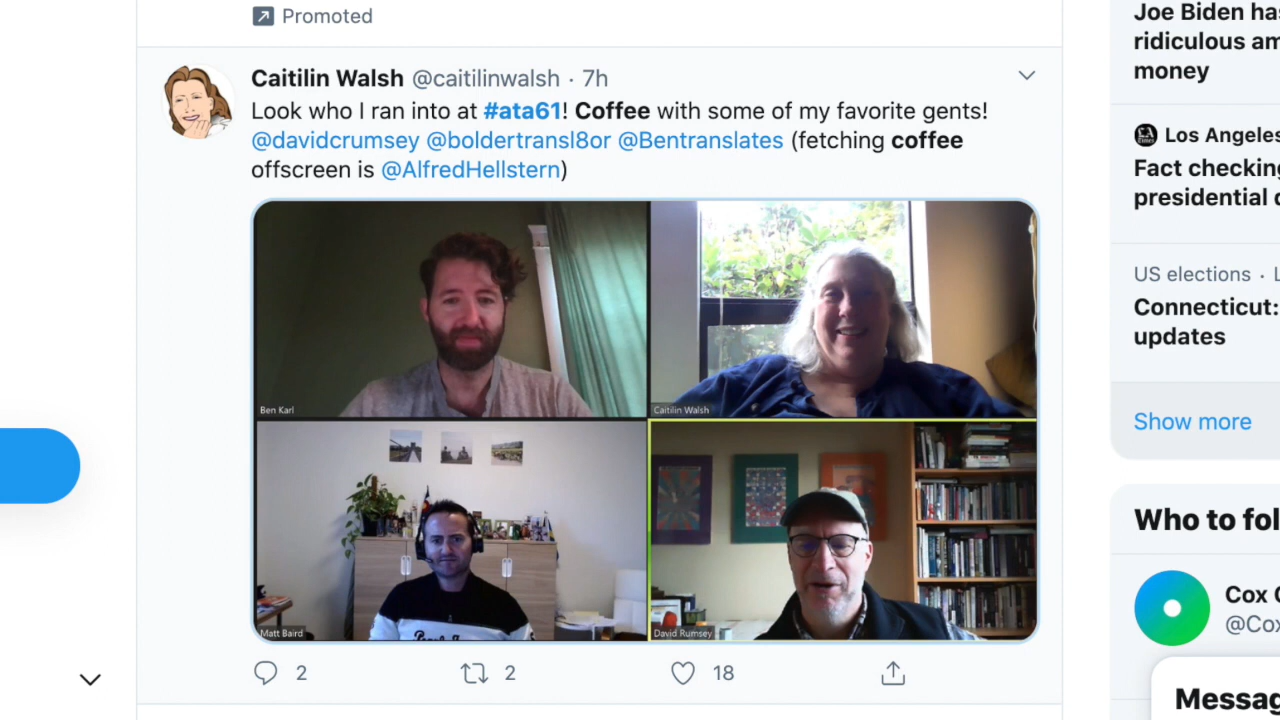 Promoted
Caitilin Walsh @caitilinwalsh · 7h
Look who I ran into at #ata61! Coffee with some of my favorite gents!
@davidcrumsey @boldertransl8or @Bentranslates (fetching coffee
offscreen is @AlfredHellstern)
Ben Karl
Caitilin Walsh
Matt Baird
David Rumsey
2
2
18
Joe Biden has
ridiculous am
money
Los Angeles
Fact checking
presidential d
US elections · L
Connecticut:
updates
Show more
Who to fol
Cox C
@Cox
Messag